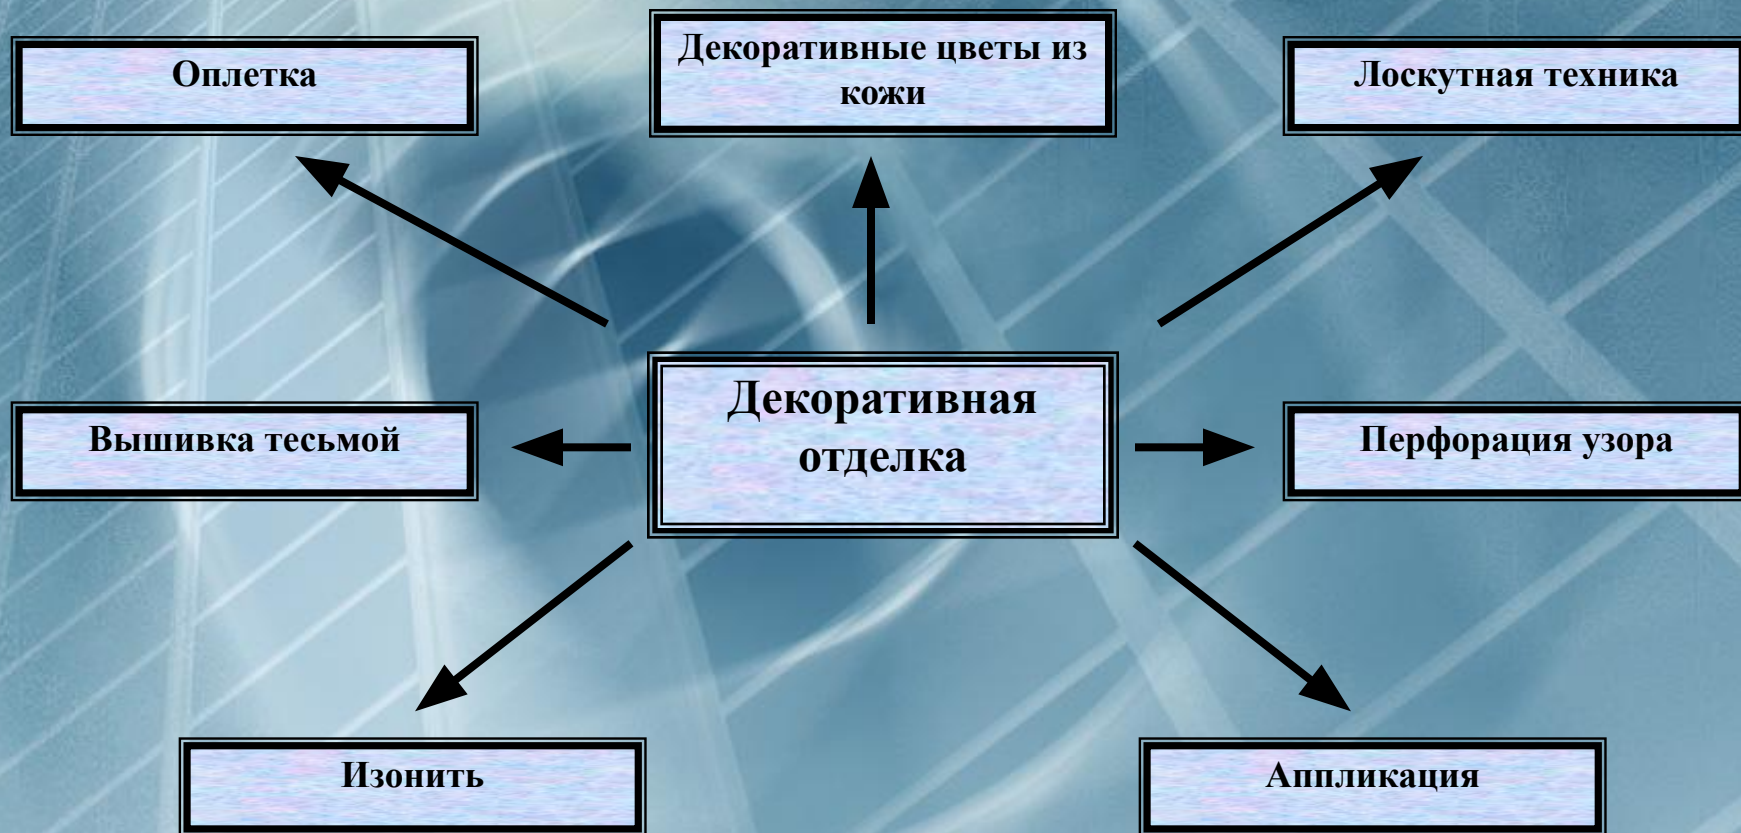 Оплетка
Декоративные цветы из
кожи
Лоскутная техника
Вышивка тесьмой
Декоративная
отделка
Перфорация узора
Изонить
Аппликация